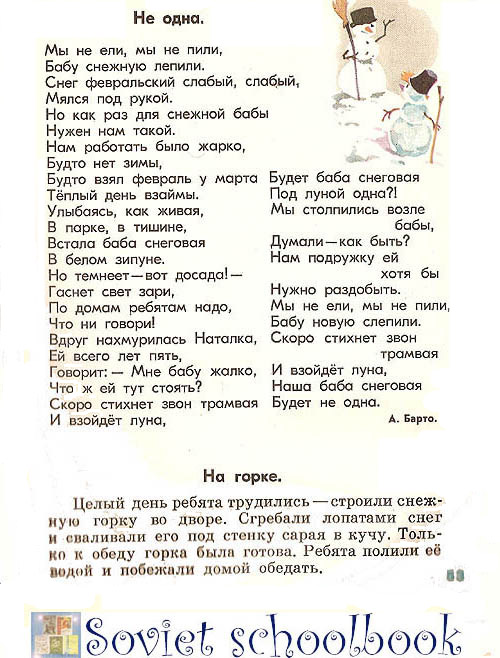 Не одна.
Мы не ели, мы не пили,
Бабу снежную лепили.
Снег февральский слабый, слабый,
Мялся под рукой.
Но как раз для снежной бабы
Нужен нам такой.
Нам работать было жарко,
Будто нет зимы,
Будто взял февраль у марта
Тёплый день взаймы.
Улыбаясь, как живая,
В парке, в тишине,
Встала баба снеговая
В белом зипуне.
Но темнеет — вот досада! —
Гаснет свет зари,
По домам ребятам надо,
Что ни говори!
Вдруг нахмурилась Наталка,
Ей всего лет пять,
Говорит: — Мне бабу жалко,
Что ж ей тут стоять?
Скоро стихнет звон трамвая
И взойдёт луна,
Будет баба снеговая
Под луной одна?!
Мы столпились возле
бабы,
Думали — как быть?
Нам подружку ей
хотя бы
Нужно раздобыть.
Мы не ели, мы не пили,
Бабу новую слепили.
Скоро стихнет звон
трамвая
И взойдёт луна,
Наша баба снеговая
Будет не одна.
А. Барто.
На горке.
Целый день ребята трудились — строили снеж-
ную горку во дворе. Сгребали лопатами снег
и сваливали его под стенку сарая в кучу. Толь-
ко к обеду горка была готова. Ребята полили её
водой и побежали домой обедать.
53
Soviet schoolbook